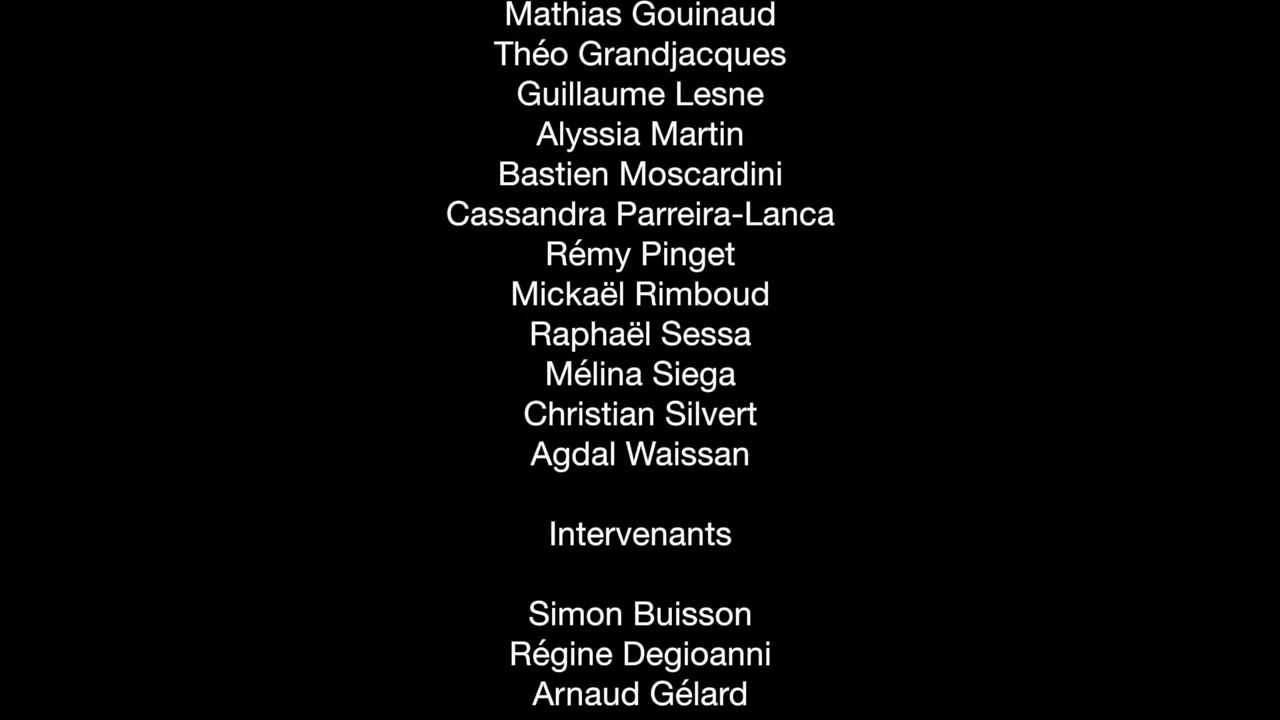 Mathias Gouinaud
Théo Grandjacques
Guillaume Lesne
Alyssia Martin
Bastien Moscardini
Cassandra Parreira-Lanca
Rémy Pinget
Mickaël Rimboud
Raphaël Sessa
Mélina Siega
Christian Silvert
Agdal Waissan
Intervenants
Simon Buisson
Régine Degioanni
Arnaud Gélard